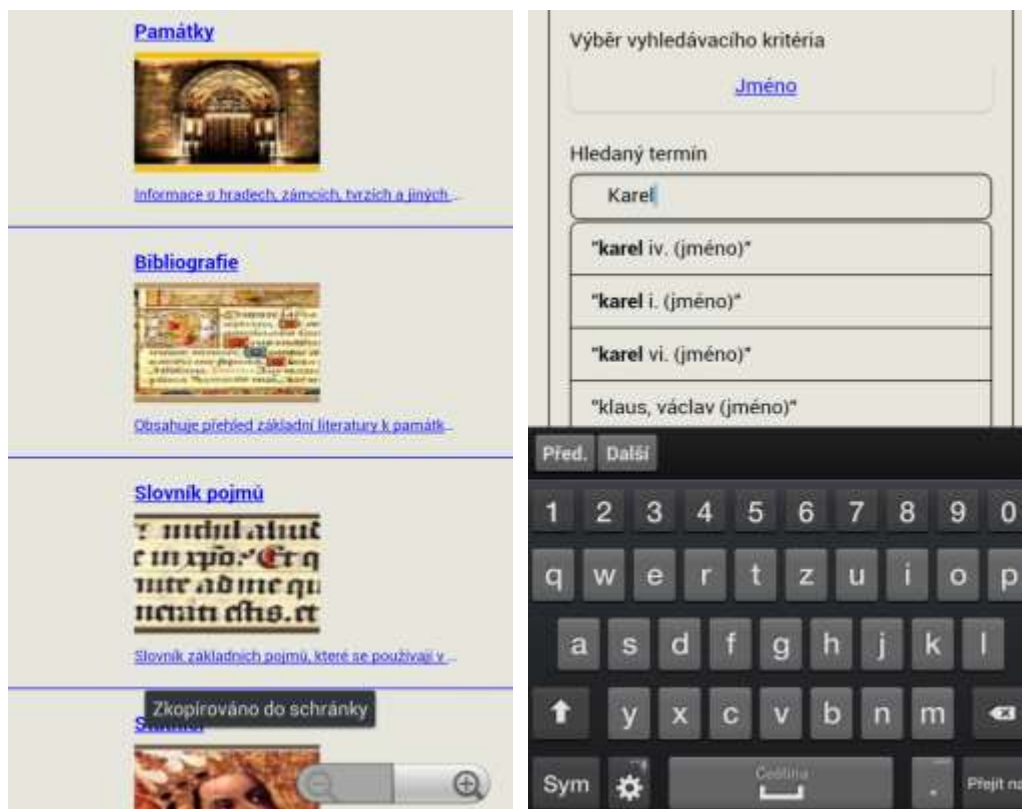 Památky
Informace o hradech, zámcích, tvrzích a jiných ...
Bibliografie
Obsahuje přehled základní literatury k památk...
Slovník pojmů
Slovník základních pojmů, které se používají v ...
Zkopírováno do schránky
Výběr vyhledávacího kritéria
Jméno
Hledaný termín
Karel
"karel iv. (jméno)"
"karel i. (jméno)"
"karel vi. (jméno)"
"klaus, václav (jméno)"
Před. Další
1 2 3 4 5 6 7 8 9 0
q w e r t z u i o p
a s d f g h j k l
y x c v b n m
Sym Čeština . Přejít na